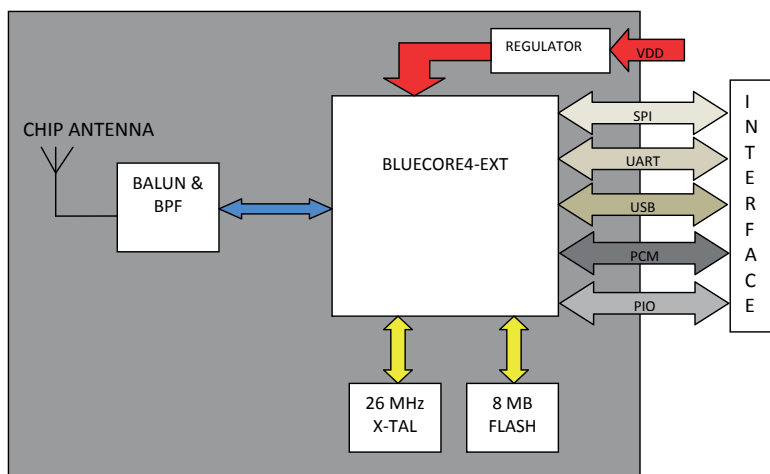 REGULATOR
VDD
CHIP ANTENNA
BALUN &
BPF
BLUECORE4-EXT
SPI
UART
USB
PCM
PIO
INTERFACE
26 MHz
X-TAL
8 MB
FLASH